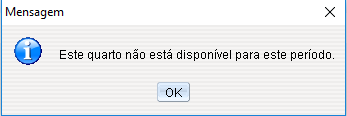 Mensagem
Este quarto não está disponível para este período.
OK